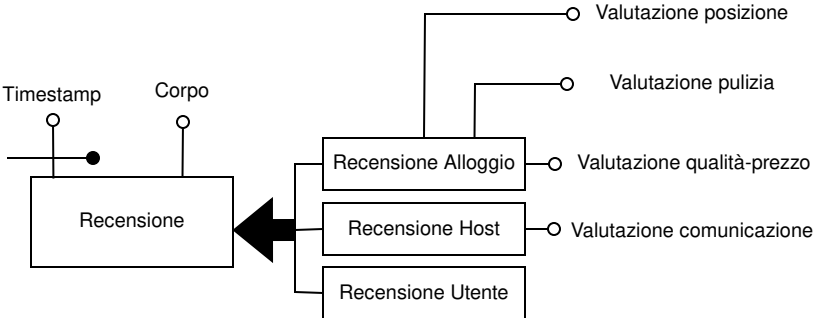 Valutazione posizione
Valutazione pulizia
Timestamp
Corpo
Recensione Alloggio
Valutazione qualità-prezzo
Recensione
Recensione Host
Valutazione comunicazione
Recensione Utente